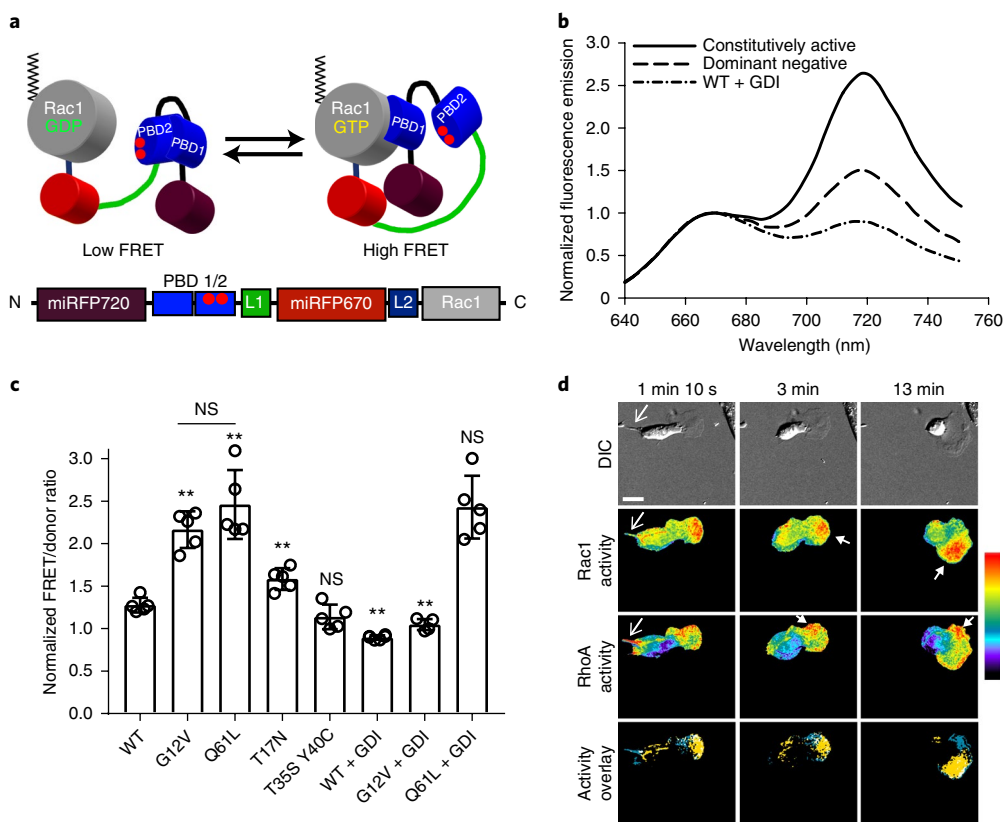 a
Rac1
GDP
PBD2
PBD1
Rac1
GTP
PBD1
PBD2
Low FRET
High FRET
PBD 1/2
N miRFP720 L1 miRFP670 L2 Rac1 C
b
Normalized fluorescence emission
3.0
2.5
2.0
1.5
1.0
0.5
0
Constitutively active
Dominant negative
WT + GDI
640 660 680 700 720 740 760
Wavelength (nm)
c
Normalized FRET/donor ratio
3.0
2.5
2.0
1.5
1.0
0.5
0.0
NS
**
**
**
NS
**
**
NS
WT
G12V
Q61L
T17N
T35S Y40C
WT + GDI
G12V + GDI
Q61L + GDI
d
1 min 10 s 3 min 13 min
DIC
Rac1
activity
RhoA
activity
Activity
overlay